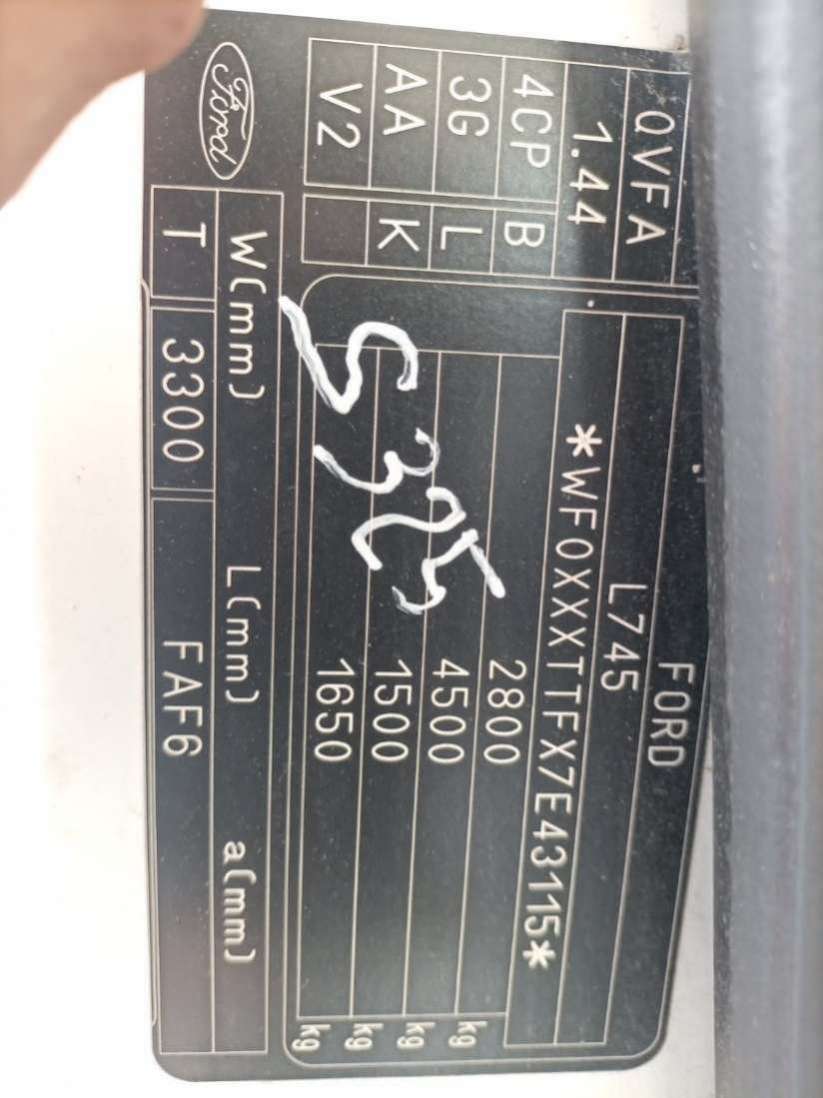 FORD
QVFA L745
1.44 *WF0XXXTTFX7E43115*
4CP B 2800 kg
3G L 4500 kg
AA K 1500 kg
V2 1650 kg
S 325
W(mm) L(mm) a(mm)
T 3300 FAF6
Ford